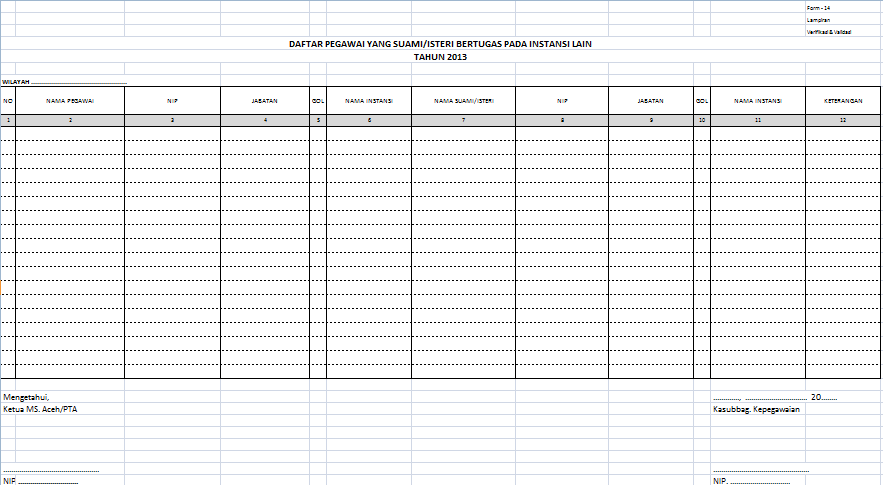 Form - 14
Lampiran
Verifikasi & Validasi
DAFTAR PEGAWAI YANG SUAMI/ISTERI BERTUGAS PADA INSTANSI LAIN
TAHUN 2013
WILAYAH ................................................
NO NAMA PEGAWAI NIP JABATAN GOL NAMA INSTANSI NAMA SUAMI/ISTERI NIP JABATAN GOL NAMA INSTANSI KETERANGAN
1 2 3 4 5 6 7 8 9 10 11 12
Mengetahui, ............., ............................... 20........
Ketua MS. Aceh/PTA Kasubbag. Kepegawaian
................................................ ................................................
NIP .............................. NIP. ..............................